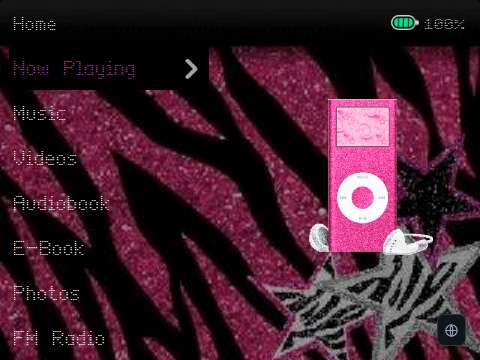 Home
100%
Now Playing
Music
Videos
Audiobook
E-Book
Photos
FM Radio